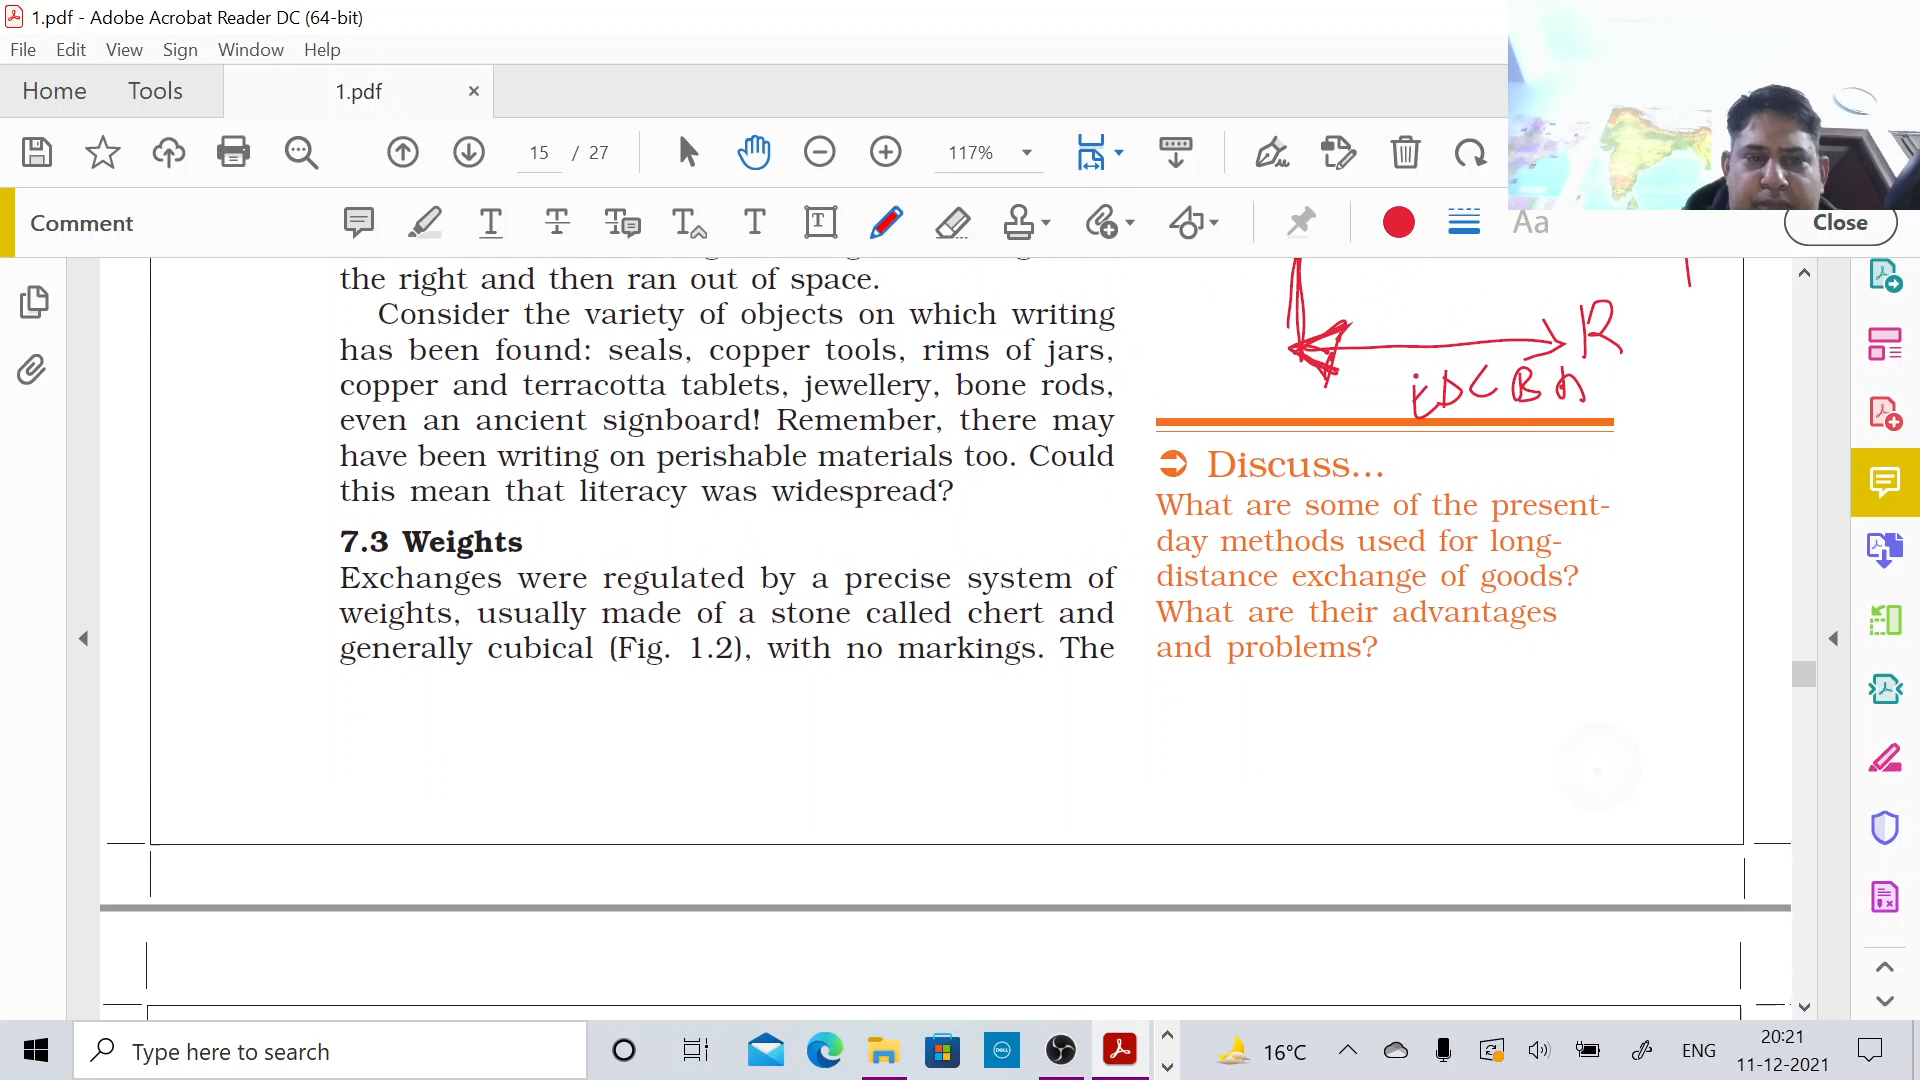 1.pdf - Adobe Acrobat Reader DC (64-bit)
File Edit View Sign Window Help
Home Tools 1.pdf ×
15 / 27 117%
Comment Aa Close
the right and then ran out of space.
Consider the variety of objects on which writing
has been found: seals, copper tools, rims of jars,
copper and terracotta tablets, jewellery, bone rods,
even an ancient signboard! Remember, there may
have been writing on perishable materials too. Could
this mean that literacy was widespread?
7.3 Weights
Exchanges were regulated by a precise system of
weights, usually made of a stone called chert and
generally cubical (Fig. 1.2), with no markings. The
R
E D C B A
Discuss...
What are some of the present-
day methods used for long-
distance exchange of goods?
What are their advantages
and problems?
Type here to search
16°C
ENG
20:21
11-12-2021